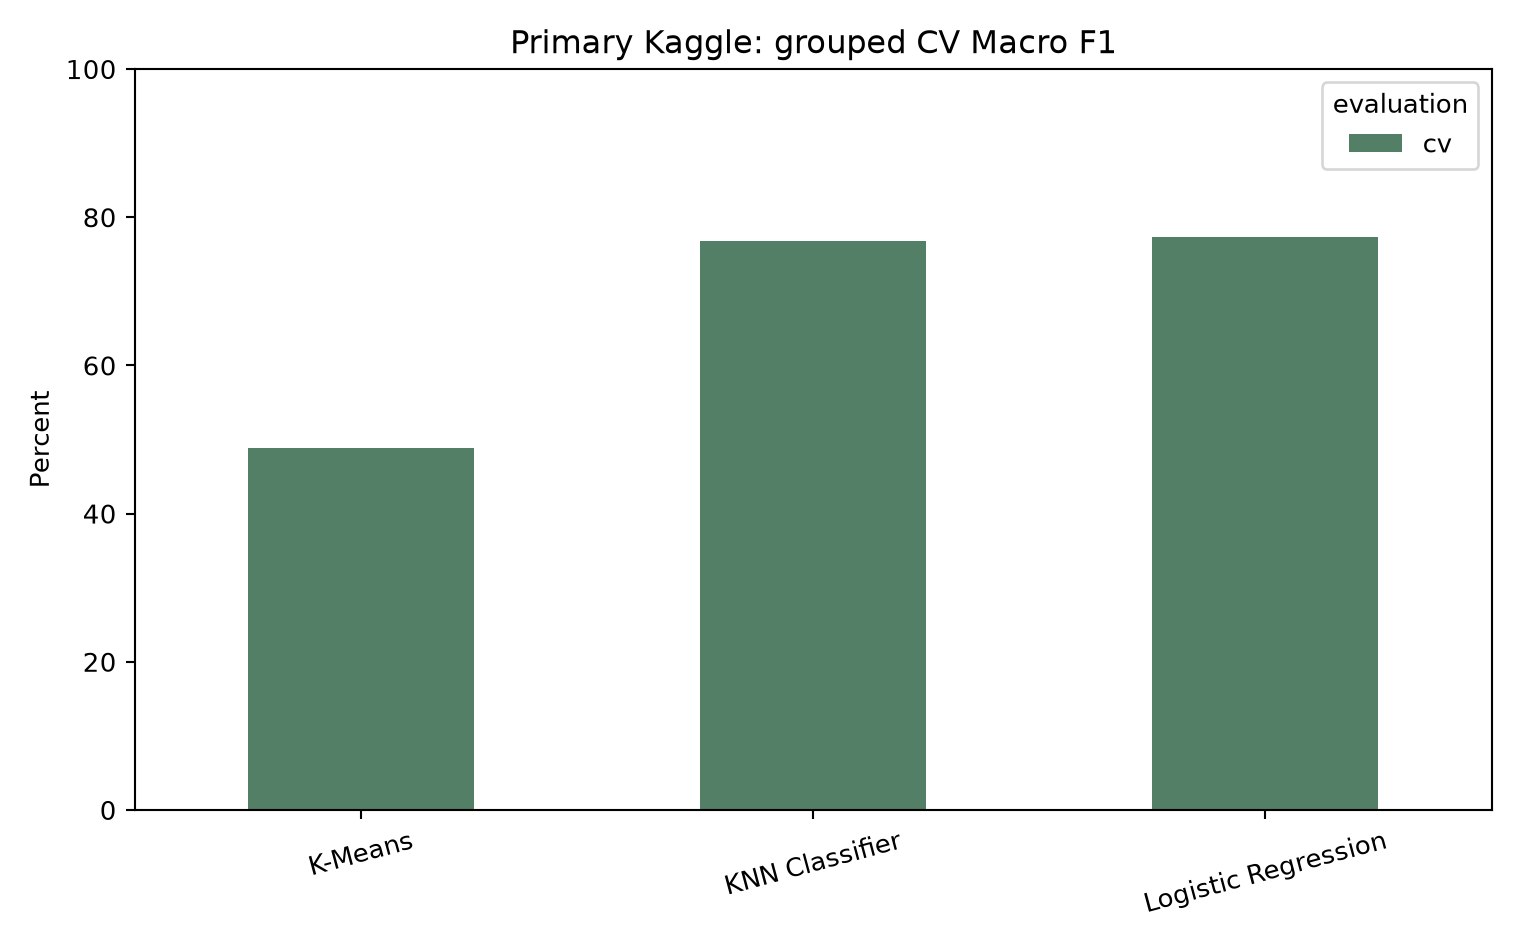 Primary Kaggle: grouped CV Macro F1
evaluation
cv
Percent
100
80
60
40
20
0
K-Means
KNN Classifier
Logistic Regression